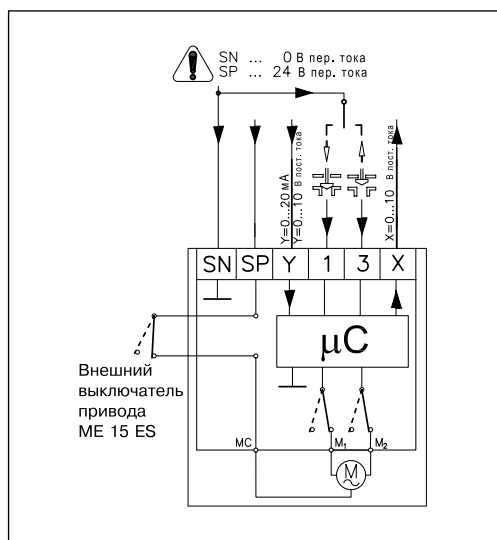 SN ... 0 В пер. тока
SP ... 24 В пер. тока
Y=0...20 мА
Y=0...10 В пост. тока
X=0...10 В пост. тока
SN SP Y 1 3 X
µC
Внешний
выключатель
привода
ME 15 ES
MC M1 M2
M